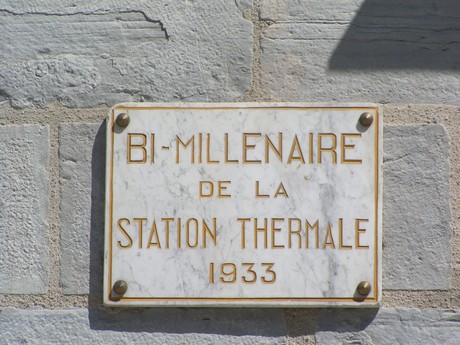 BI-MILLENAIRE
DE LA
STATION THERMALE
1933